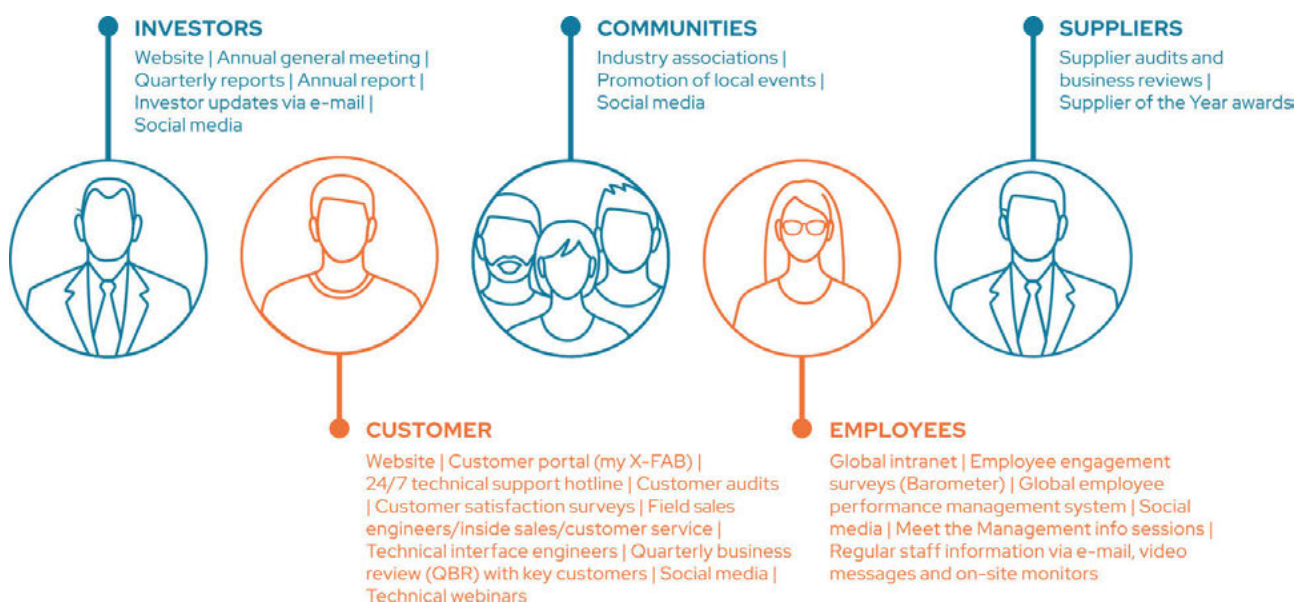 INVESTORS
Website | Annual general meeting |
Quarterly reports | Annual report |
Investor updates via e-mail |
Social media
COMMUNITIES
Industry associations |
Promotion of local events |
Social media
SUPPLIERS
Supplier audits and
business reviews |
Supplier of the Year awards
CUSTOMER
Website | Customer portal (my X-FAB) |
24/7 technical support hotline | Customer audits
| Customer satisfaction surveys | Field sales
engineers/inside sales/customer service |
Technical interface engineers | Quarterly business
review (QBR) with key customers | Social media |
Technical webinars
EMPLOYEES
Global intranet | Employee engagement
surveys (Barometer) | Global employee
performance management system | Social
media | Meet the Management info sessions |
Regular staff information via e-mail, video
messages and on-site monitors